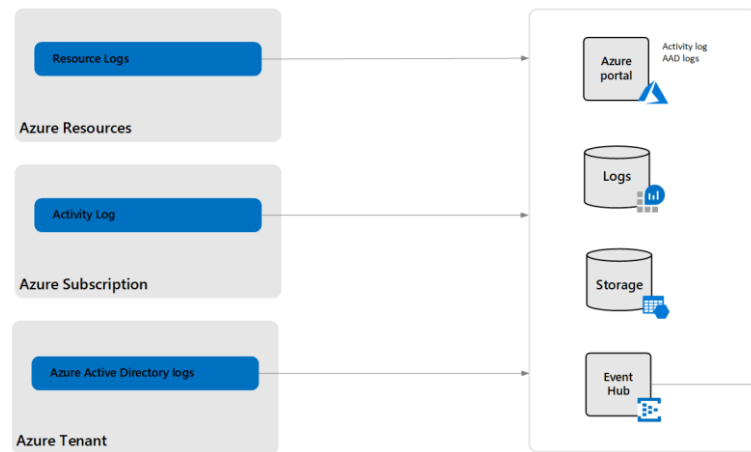 Resource Logs
Azure Resources
Activity Log
Azure Subscription
Azure Active Directory logs
Azure Tenant
Azure
portal
Activity log
AAD logs
Logs
Storage
Event
Hub